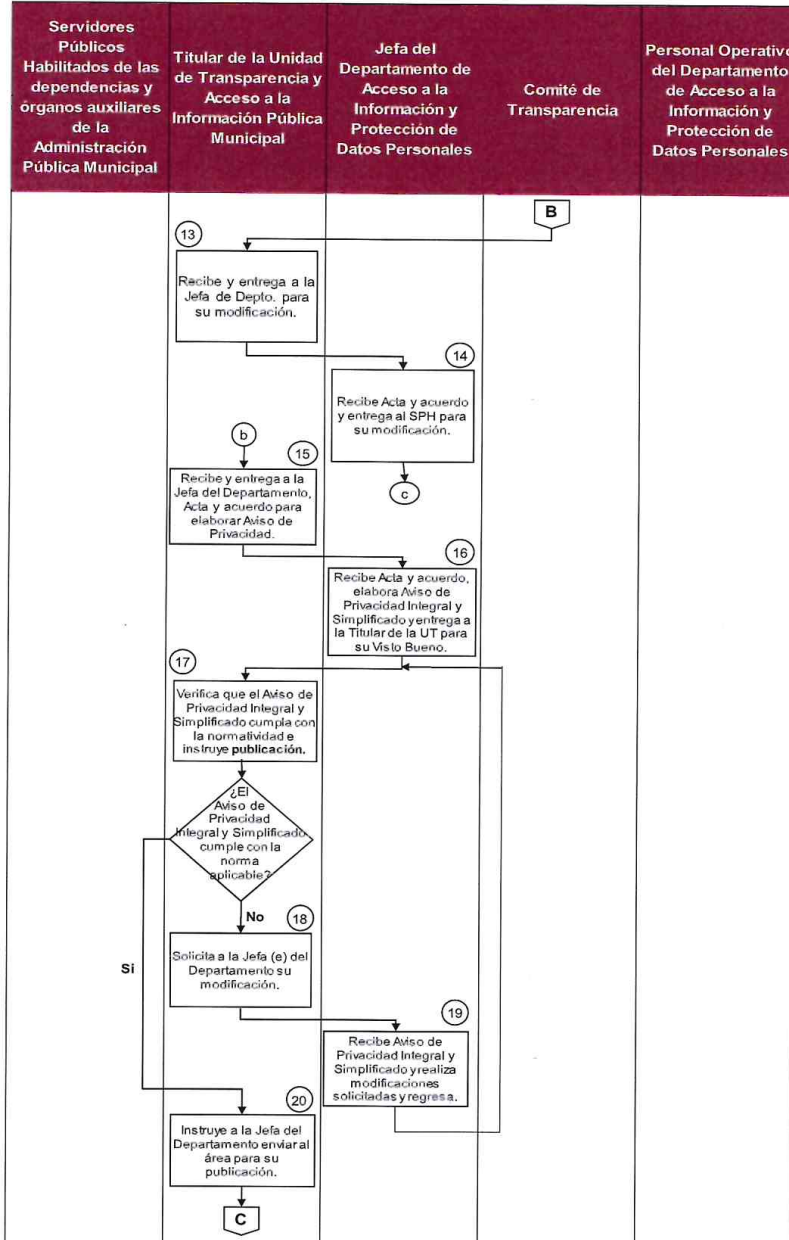 Servidores
Públicos
Habilitados de las
dependencias y
órganos auxiliares
de la
Administración
Pública Municipal
Titular de la Unidad
de Transparencia y
Acceso a la
Información Pública
Municipal
Jefa del
Departamento de
Acceso a la
Información y
Protección de
Datos Personales
Comité de
Transparencia
Personal Operativo
del Departamento
de Acceso a la
Información y
Protección de
Datos Personales
B
13
Recibe y entrega a la
Jefa de Depto. para
su modificación.
14
Recibe Acta y acuerdo
y entrega al SPH para
su modificación.
c
b
15
Recibe y entrega a la
Jefa del Departamento,
Acta y acuerdo para
elaborar Aviso de
Privacidad.
16
Recibe Acta y acuerdo,
elabora Aviso de
Privacidad Integral y
Simplificado y entrega a
la Titular de la UT para
su Visto Bueno.
17
Verifica que el Aviso de
Privacidad Integral y
Simplificado cumpla con
la normatividad e
instruye publicación.
¿El
Aviso de
Privacidad
Integral y Simplificado
cumple con la
norma
aplicable?
No
18
Solicita a la Jefa (e) del
Departamento su
modificación.
Si
19
Recibe Aviso de
Privacidad Integral y
Simplificado y realiza
modificaciones
solicitadas y regresa.
20
Instruye a la Jefa del
Departamento enviar al
área para su
publicación.
C